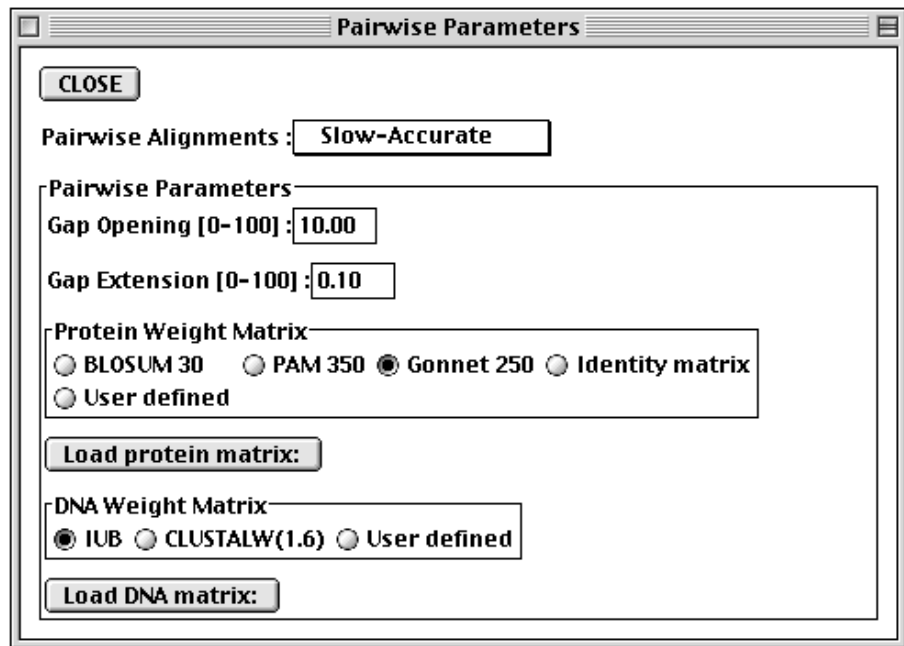 Pairwise Parameters
CLOSE
Pairwise Alignments : Slow-Accurate
Pairwise Parameters
Gap Opening [0-100] : 10.00
Gap Extension [0-100] : 0.10
Protein Weight Matrix
BLOSUM 30 PAM 350 Gonnet 250 Identity matrix
User defined
Load protein matrix:
DNA Weight Matrix
IUB CLUSTALW(1.6) User defined
Load DNA matrix: